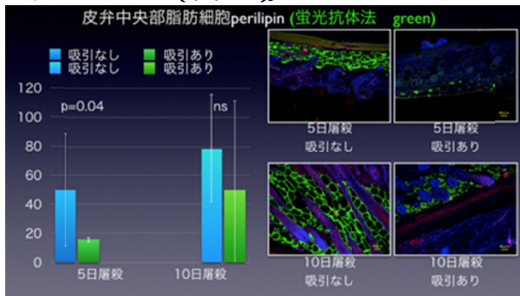 皮弁中央部脂肪細胞perilipin (蛍光抗体法 green)
吸引なし 吸引あり
吸引なし 吸引あり
120
100
80
60
40
20
0
p=0.04
ns
5日屠殺 10日屠殺
5日屠殺 5日屠殺
吸引なし 吸引あり
10日屠殺 10日屠殺
吸引なし 吸引あり